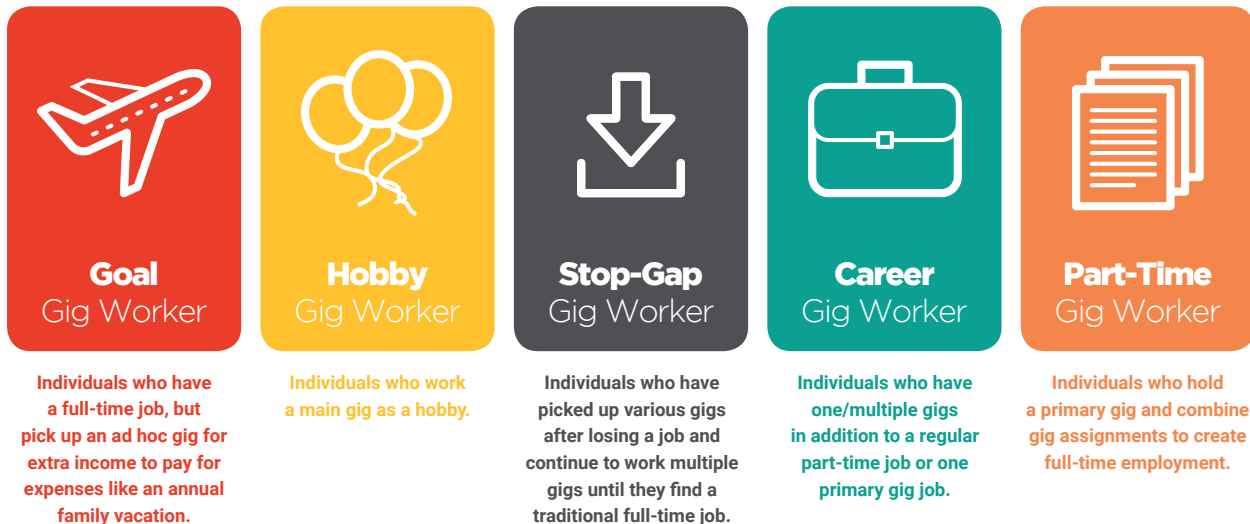 Goal
Gig Worker
Individuals who have
a full-time job, but
pick up an ad hoc gig for
extra income to pay for
expenses like an annual
family vacation.
Hobby
Gig Worker
Individuals who work
a main gig as a hobby.
Stop-Gap
Gig Worker
Individuals who have
picked up various gigs
after losing a job and
continue to work multiple
gigs until they find a
traditional full-time job.
Career
Gig Worker
Individuals who have
one/multiple gigs
in addition to a regular
part-time job or one
primary gig job.
Part-Time
Gig Worker
Individuals who hold
a primary gig and combine
gig assignments to create
full-time employment.